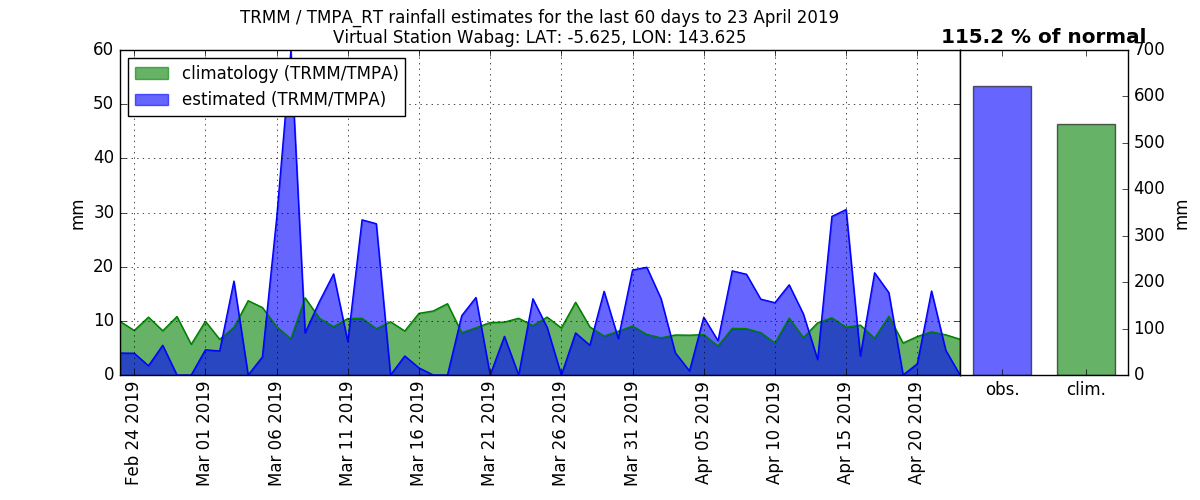 TRMM / TMPA_RT rainfall estimates for the last 60 days to 23 April 2019
Virtual Station Wabag: LAT: -5.625, LON: 143.625
115.2 % of normal
climatology (TRMM/TMPA)
estimated (TRMM/TMPA)
60
50
40
30
20
10
0
mm
700
600
500
400
300
200
100
0
mm
obs.
clim.
Feb 24 2019
Mar 01 2019
Mar 06 2019
Mar 11 2019
Mar 16 2019
Mar 21 2019
Mar 26 2019
Mar 31 2019
Apr 05 2019
Apr 10 2019
Apr 15 2019
Apr 20 2019